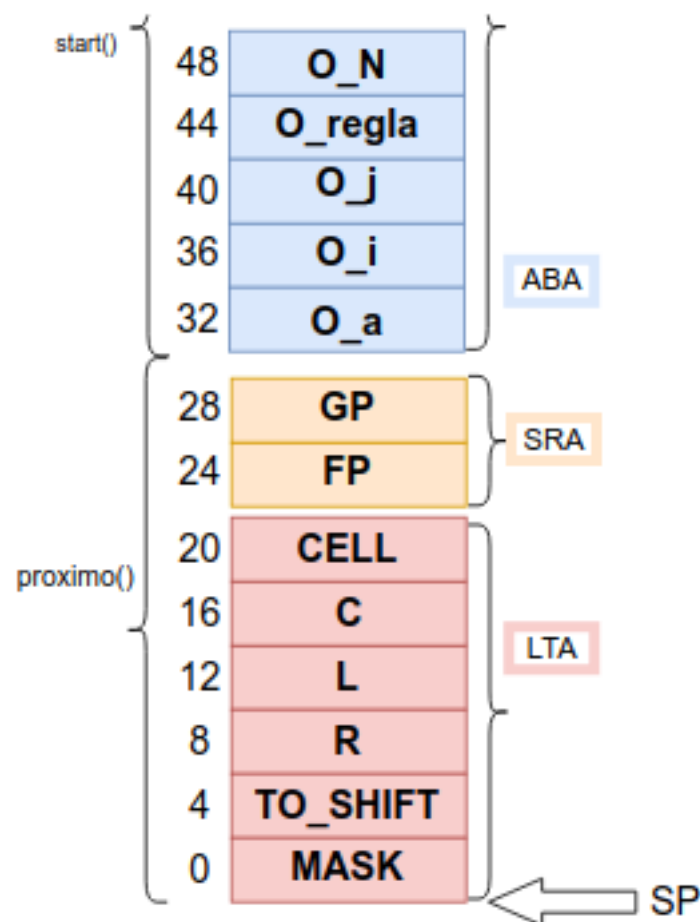 start()
48 O_N
44 O_regla
40 O_j
36 O_i
ABA
32 O_a
28 GP
SRA
24 FP
20 CELL
proximo()
16 C
LTA
12 L
8 R
4 TO_SHIFT
0 MASK
SP